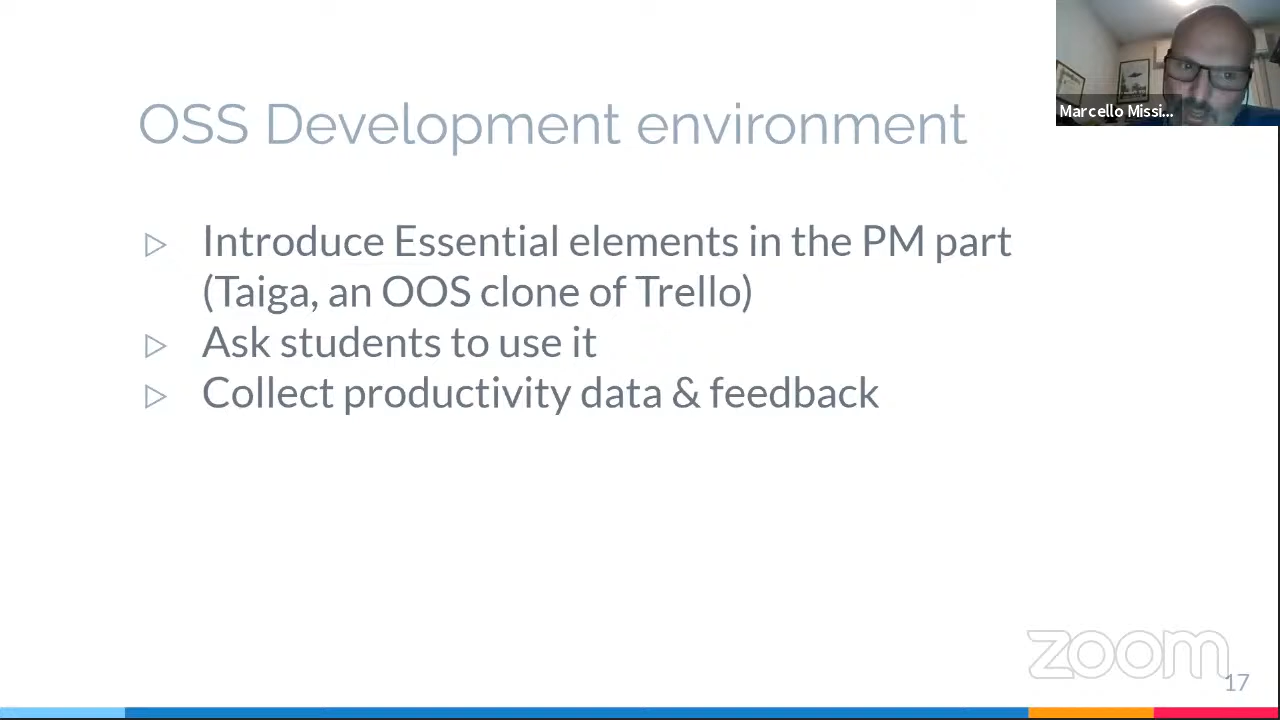 Marcello Missi...
OSS Development environment
Introduce Essential elements in the PM part
(Taiga, an OOS clone of Trello)
Ask students to use it
Collect productivity data & feedback
zoom
17